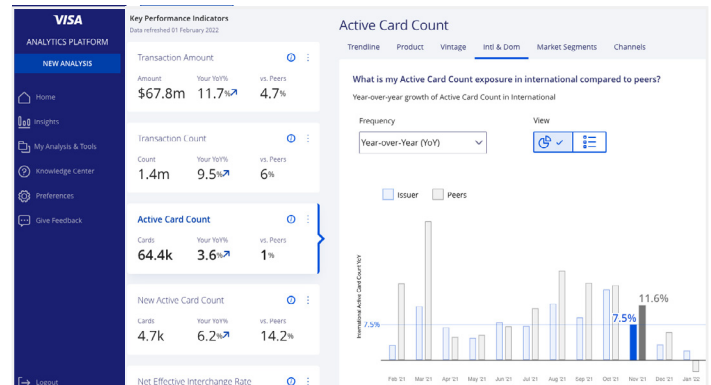 VISA
ANALYTICS PLATFORM
NEW ANALYSIS
Home
Insights
My Analysis & Tools
Knowledge Center
Preferences
Give Feedback
Logout
Key Performance Indicators
Data refreshed 01 February 2022
Transaction Amount
Amount Your YoY% vs. Peers
$67.8m 11.7% 4.7%
Transaction Count
Count Your YoY% vs. Peers
1.4m 9.5% 6%
Active Card Count
Cards Your YoY% vs. Peers
64.4k 3.6% 1%
New Active Card Count
Cards Your YoY% vs. Peers
4.7k 6.2% 14.2%
Net Effective Interchange Rate
Active Card Count
Trendline Product Vintage Intl & Dom Market Segments Channels
What is my Active Card Count exposure in international compared to peers?
Year-over-year growth of Active Card Count in International
Frequency View
Year-over-Year (YoY)
Issuer Peers
International Active Card Count YoY
7.5%
7.5%
11.6%
Feb '21 Mar '21 Apr '21 May '21 Jun '21 Jul '21 Aug '21 Sep '21 Oct '21 Nov '21 Dec '21 Jan '22